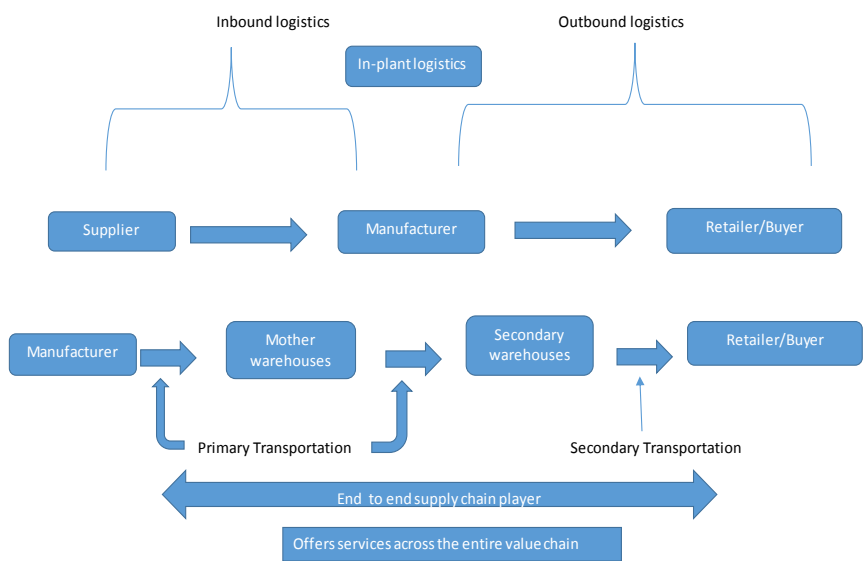 Inbound logistics
Outbound logistics
In-plant logistics
Supplier
Manufacturer
Retailer/Buyer
Manufacturer
Mother
warehouses
Secondary
warehouses
Retailer/Buyer
Primary Transportation
Secondary Transportation
End to end supply chain player
Offers services across the entire value chain